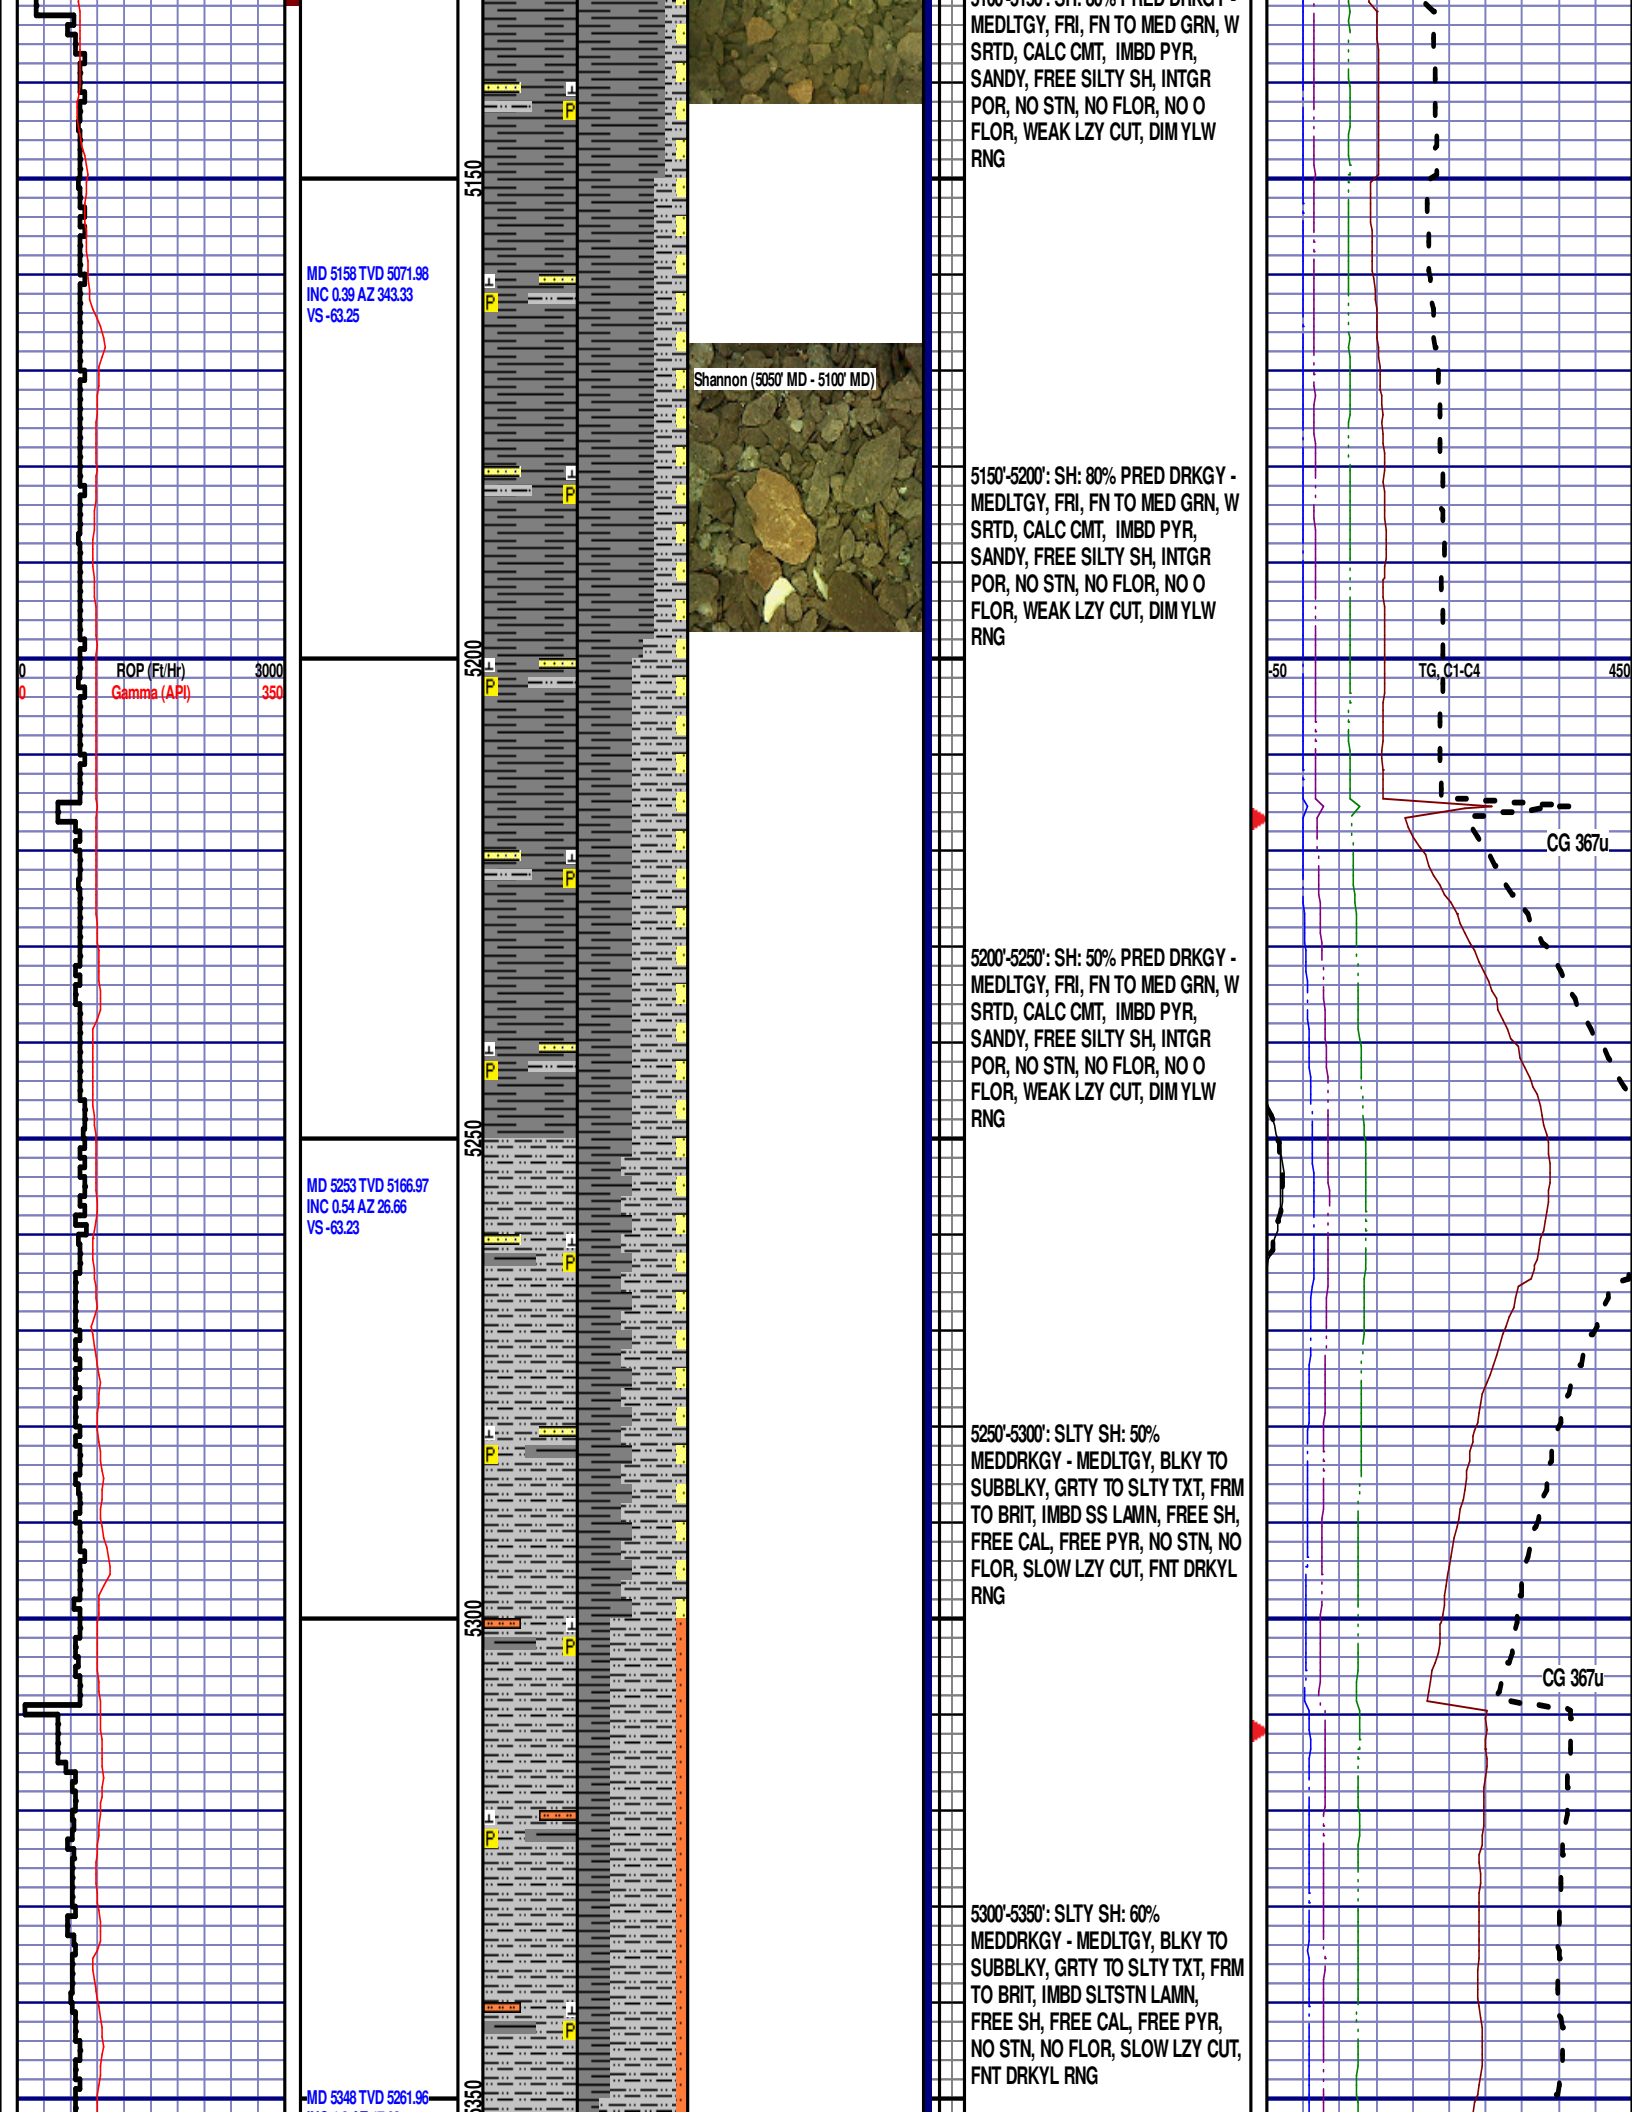 MEDLTGY, FRI, FN TO MED GRN, W
SRTD, CALC CMT, IMBD PYR,
SANDY, FREE SILTY SH, INTGR
POR, NO STN, NO FLOR, NO O
FLOR, WEAK LZY CUT, DIM YLW
RNG
5150
MD 5158 TVD 5071.98
INC 0.39 AZ 343.33
VS -63.25
Shannon (5050' MD - 5100' MD)
5150'-5200': SH: 80% PRED DRKGY -
MEDLTGY, FRI, FN TO MED GRN, W
SRTD, CALC CMT, IMBD PYR,
SANDY, FREE SILTY SH, INTGR
POR, NO STN, NO FLOR, NO O
FLOR, WEAK LZY CUT, DIM YLW
RNG
5200
0 ROP (Ft/Hr) 3000
0 Gamma (API) 350
-50 TG, C1-C4 450
CG 367u
5200'-5250': SH: 50% PRED DRKGY -
MEDLTGY, FRI, FN TO MED GRN, W
SRTD, CALC CMT, IMBD PYR,
SANDY, FREE SILTY SH, INTGR
POR, NO STN, NO FLOR, NO O
FLOR, WEAK LZY CUT, DIM YLW
RNG
5250
MD 5253 TVD 5166.97
INC 0.54 AZ 26.66
VS -63.23
5250'-5300': SLTY SH: 50%
MEDDRKGY - MEDLTGY, BLKY TO
SUBBLKY, GRTY TO SLTY TXT, FRM
TO BRIT, IMBD SS LAMN, FREE SH,
FREE CAL, FREE PYR, NO STN, NO
FLOR, SLOW LZY CUT, FNT DRKYL
RNG
5300
CG 367u
5300'-5350': SLTY SH: 60%
MEDDRKGY - MEDLTGY, BLKY TO
SUBBLKY, GRTY TO SLTY TXT, FRM
TO BRIT, IMBD SLTSTN LAMN,
FREE SH, FREE CAL, FREE PYR,
NO STN, NO FLOR, SLOW LZY CUT,
FNT DRKYL RNG
5350
MD 5348 TVD 5261.96
P
P
P
P
P
P
P
P
P
P
P